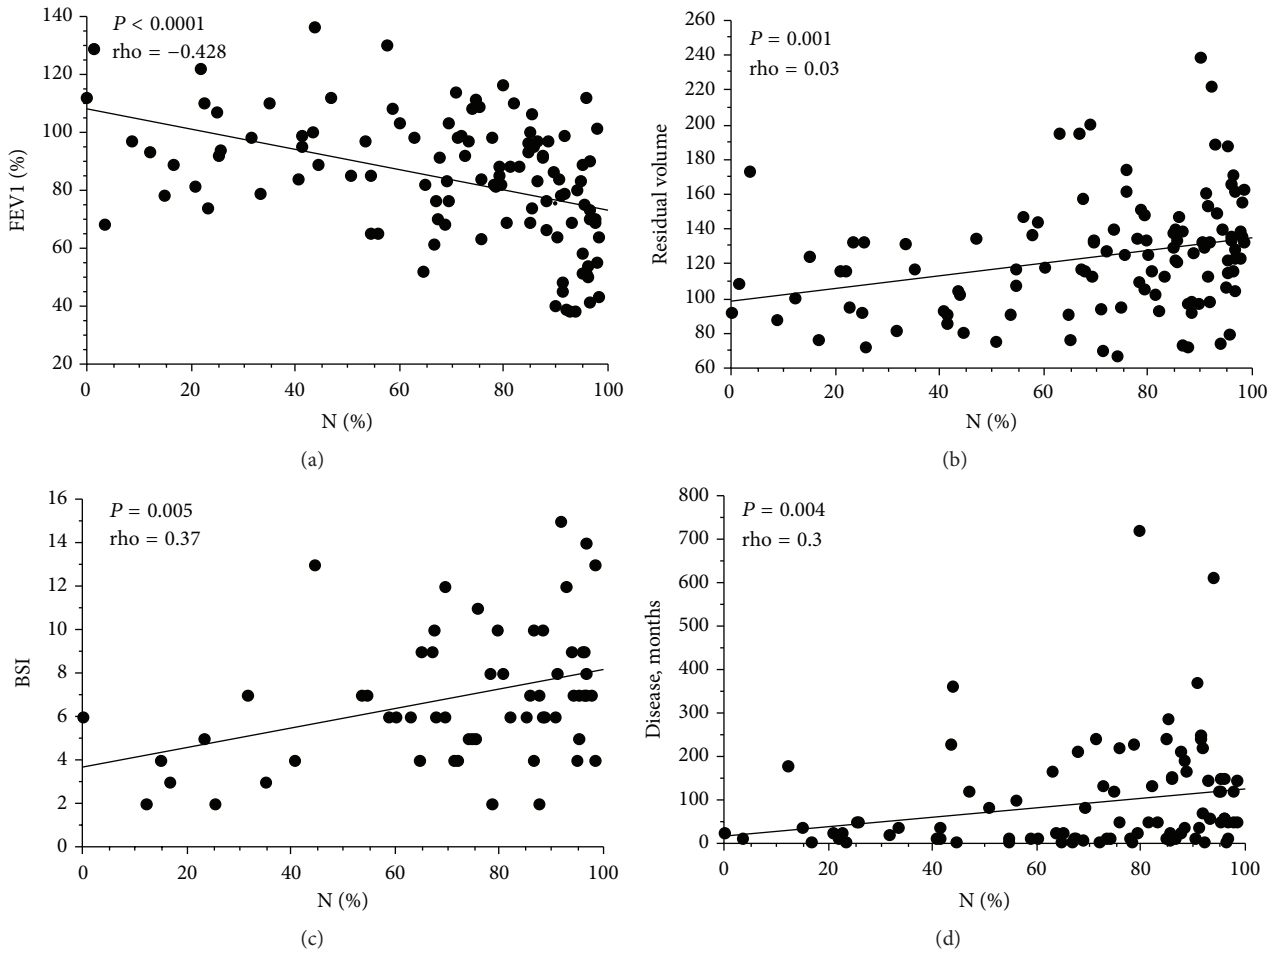 140
120
100
80
60
40
20
FEV1 (%)
P < 0.0001
rho = −0.428
0 20 40 60 80 100
N (%)
(a)
260
240
220
200
180
160
140
120
100
80
60
Residual volume
P = 0.001
rho = 0.03
0 20 40 60 80 100
N (%)
(b)
16
14
12
10
8
6
4
2
0
BSI
P = 0.005
rho = 0.37
0 20 40 60 80 100
N (%)
(c)
800
700
600
500
400
300
200
100
0
Disease, months
P = 0.004
rho = 0.3
0 20 40 60 80 100
N (%)
(d)